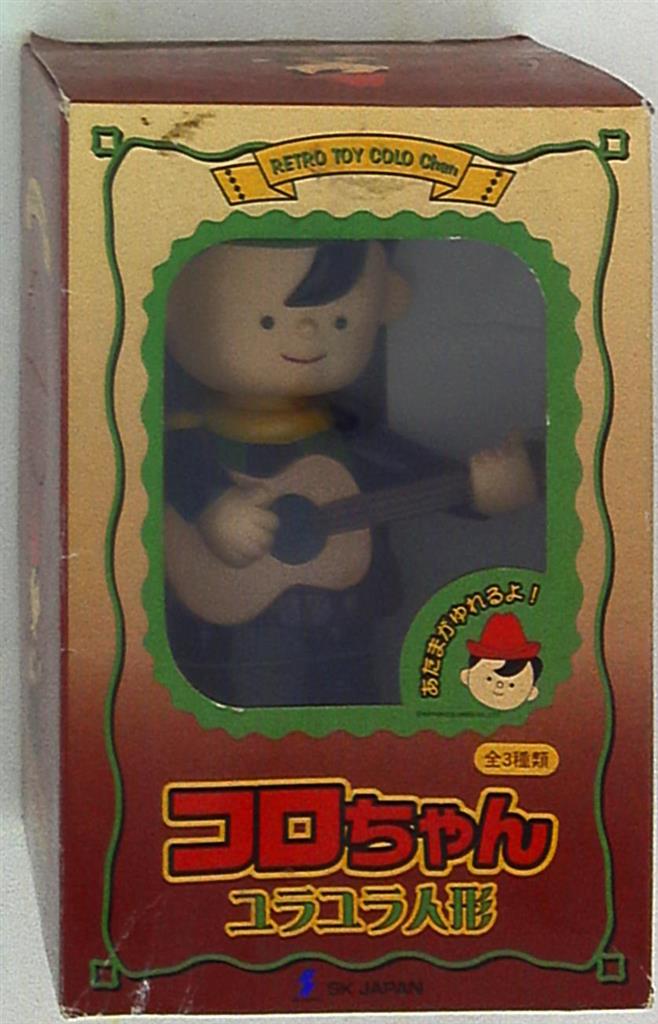 RETRO TOY COLO Chan
あたまがゆれるよ！
全3種類
コロちゃん
ユラユラ人形
SK JAPAN